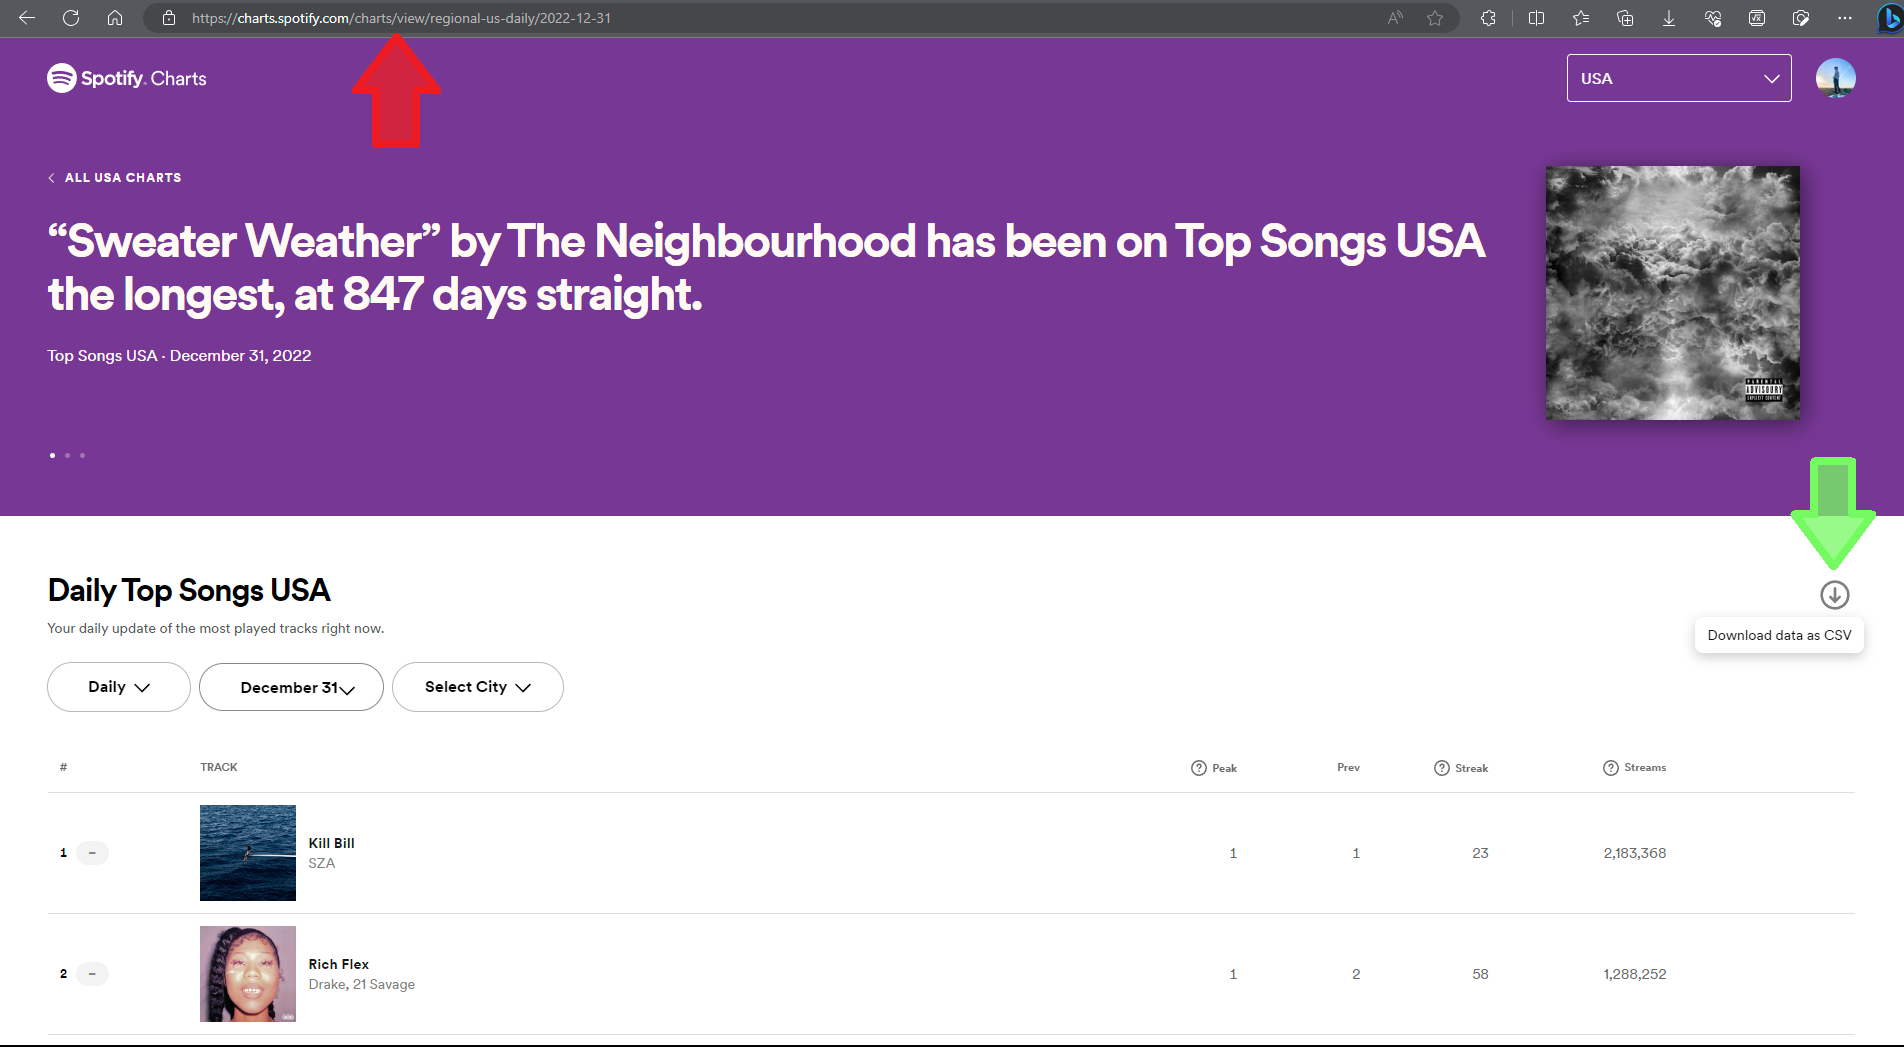 https://charts.spotify.com/charts/view/regional-us-daily/2022-12-31
Spotify Charts
USA
ALL USA CHARTS
“Sweater Weather” by The Neighbourhood has been on Top Songs USA
the longest, at 847 days straight.
Top Songs USA · December 31, 2022
PARENTAL
ADVISORY
EXPLICIT CONTENT
Daily Top Songs USA
Your daily update of the most played tracks right now.
Download data as CSV
Daily
December 31
Select City
# TRACK Peak Prev Streak Streams
1 – Kill Bill 1 1 23 2,183,368
SZA
2 – Rich Flex 1 2 58 1,288,252
Drake, 21 Savage